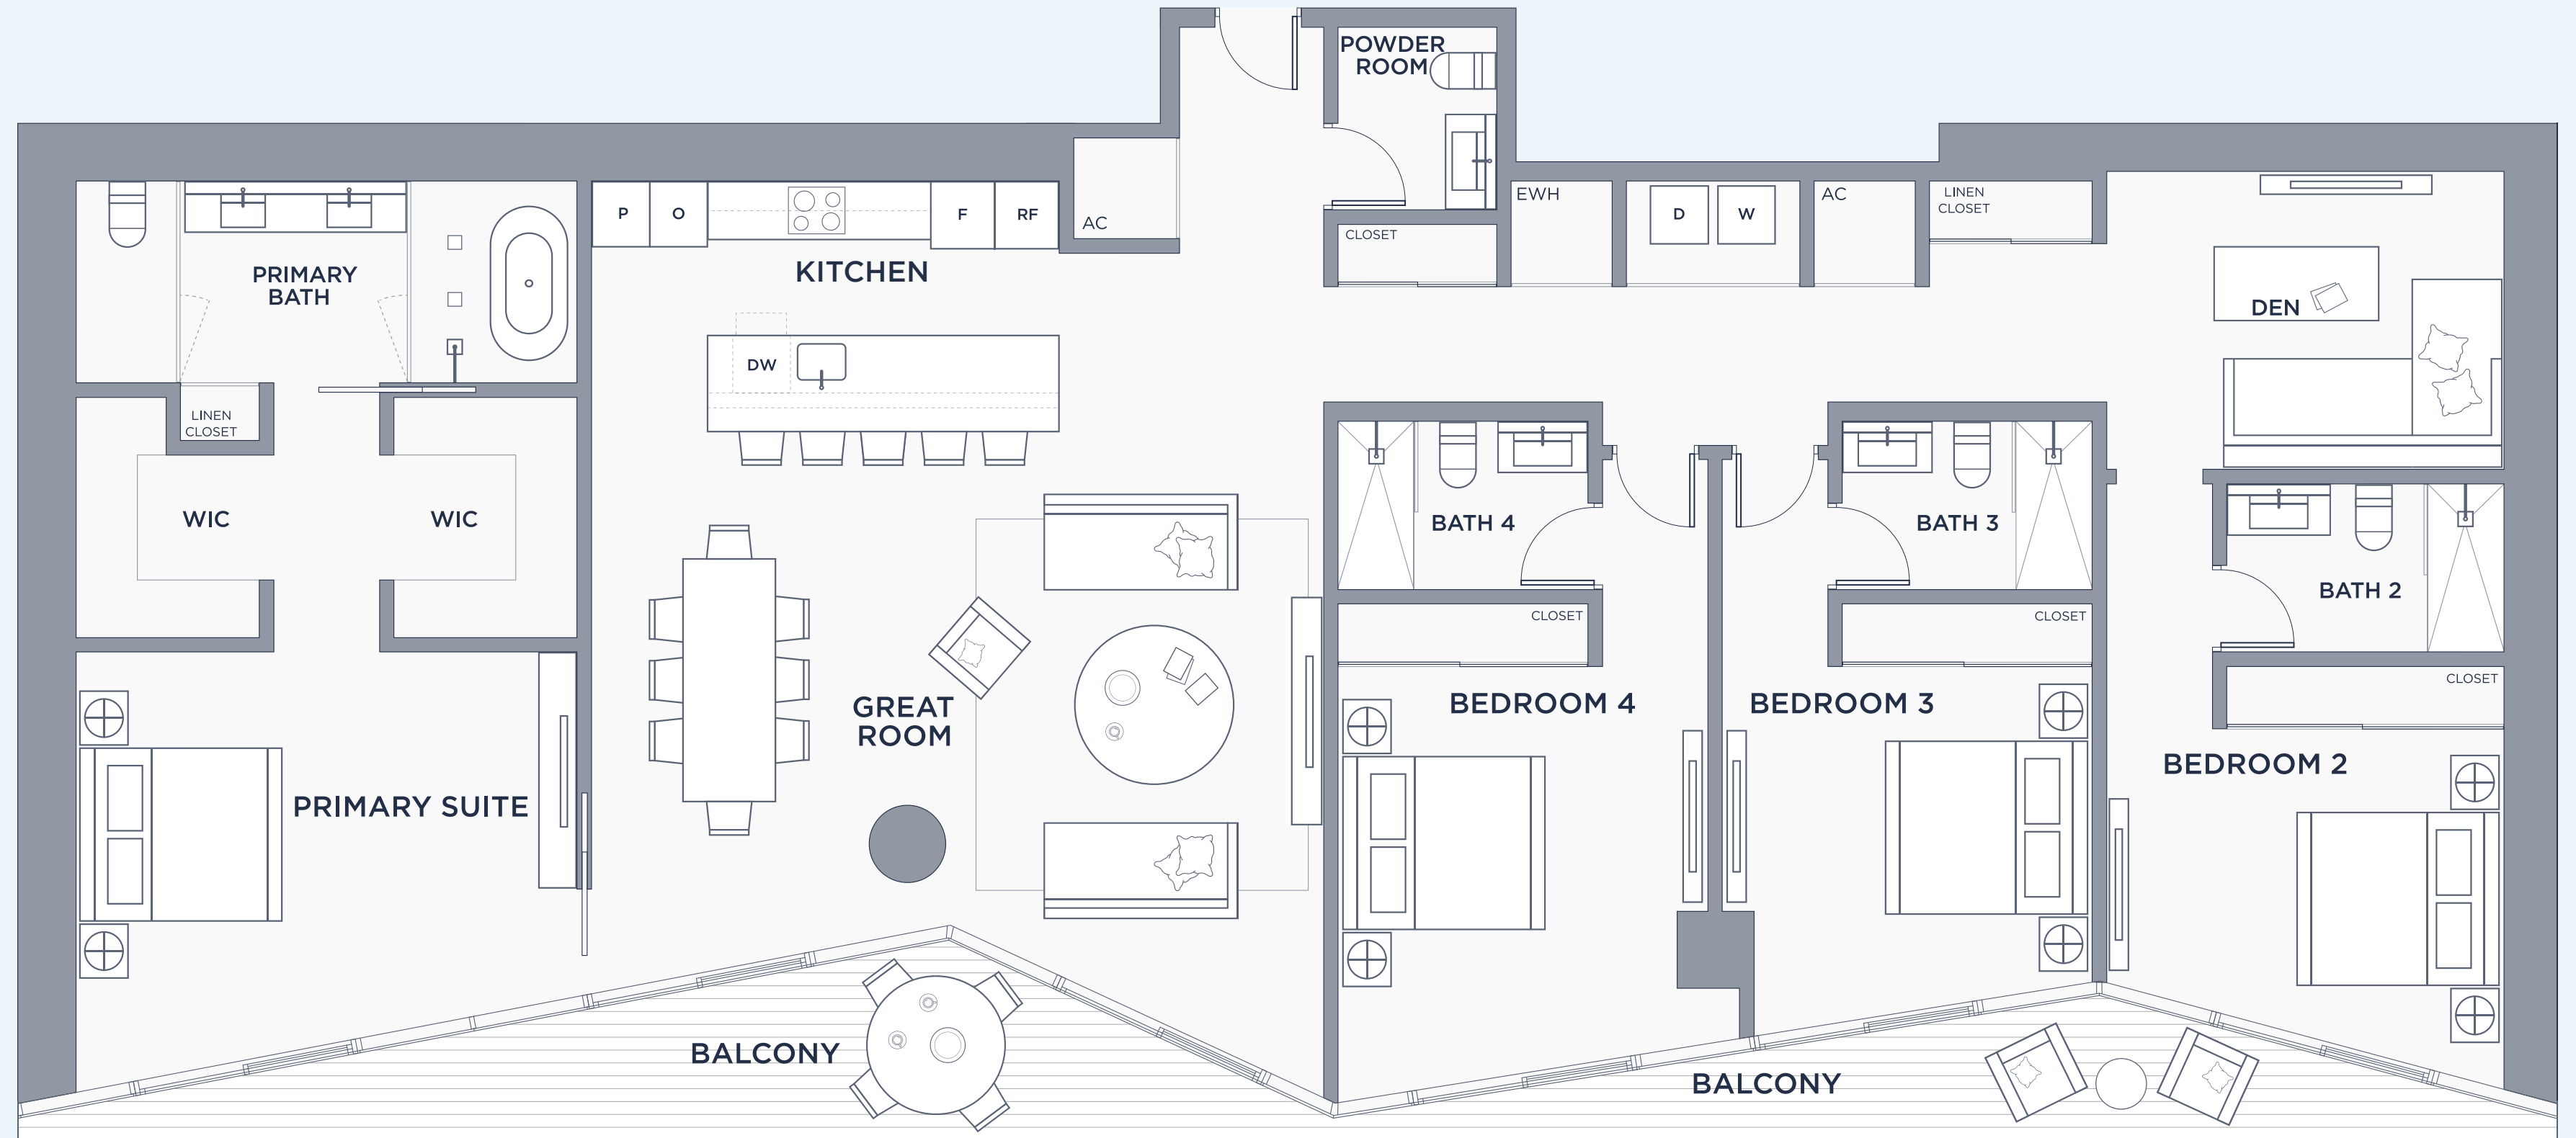 POWDER
ROOM
PRIMARY
BATH
P
O
F
RF
AC
KITCHEN
CLOSET
EWH
D
W
AC
LINEN
CLOSET
DEN
DW
LINEN
CLOSET
WIC
WIC
BATH 4
BATH 3
BATH 2
CLOSET
CLOSET
CLOSET
GREAT
ROOM
BEDROOM 4
BEDROOM 3
BEDROOM 2
PRIMARY SUITE
BALCONY
BALCONY